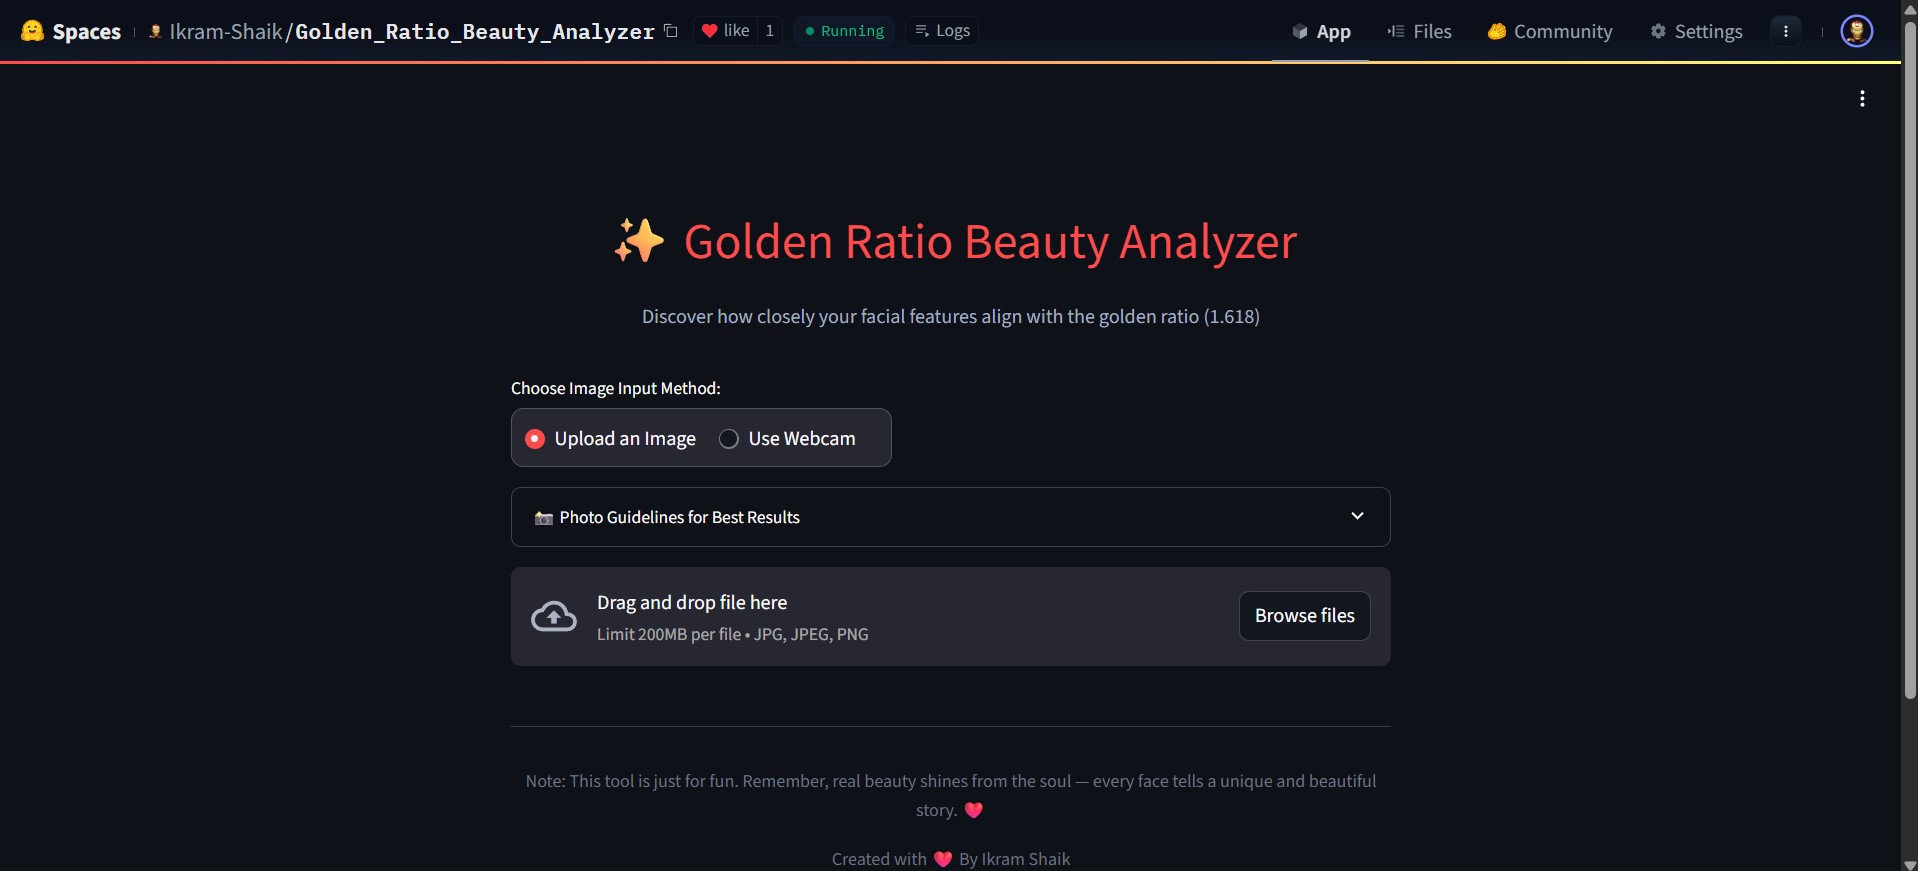 Spaces Ikram-Shaik/Golden_Ratio_Beauty_Analyzer like 1 Running Logs App Files Community Settings
✨ Golden Ratio Beauty Analyzer
Discover how closely your facial features align with the golden ratio (1.618)
Choose Image Input Method:
Upload an Image Use Webcam
📸 Photo Guidelines for Best Results
Drag and drop file here
Limit 200MB per file • JPG, JPEG, PNG
Browse files
Note: This tool is just for fun. Remember, real beauty shines from the soul — every face tells a unique and beautiful
story. ❤️
Created with ❤️ By Ikram Shaik